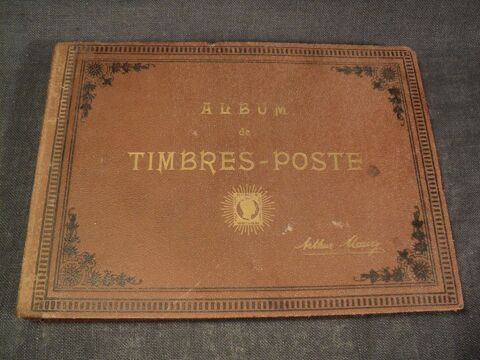 ALBUM
de
TIMBRES-POSTE
Arthur Maury